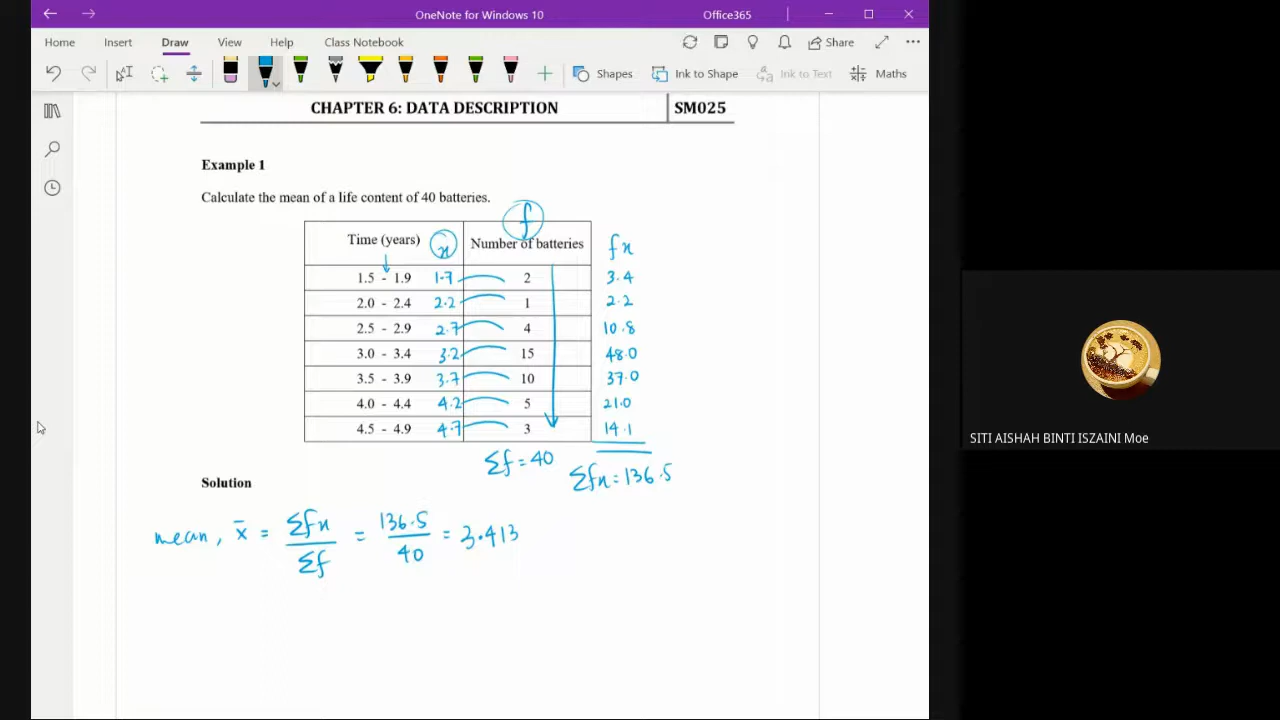 OneNote for Windows 10
Office365
Home Insert Draw View Help Class Notebook
Share
Shapes Ink to Shape Ink to Text Maths
CHAPTER 6: DATA DESCRIPTION SM025
Example 1
Calculate the mean of a life content of 40 batteries.
f
Time (years) x Number of batteries fx
1.5 - 1.9 1.7 2 3.4
2.0 - 2.4 2.2 1 2.2
2.5 - 2.9 2.7 4 10.8
3.0 - 3.4 3.2 15 48.0
3.5 - 3.9 3.7 10 37.0
4.0 - 4.4 4.2 5 21.0
4.5 - 4.9 4.7 3 14.1
Σf = 40 Σfx = 136.5
Solution
mean, x̄ = Σfx / Σf = 136.5 / 40 = 3.413
SITI AISHAH BINTI ISZAINI Moe